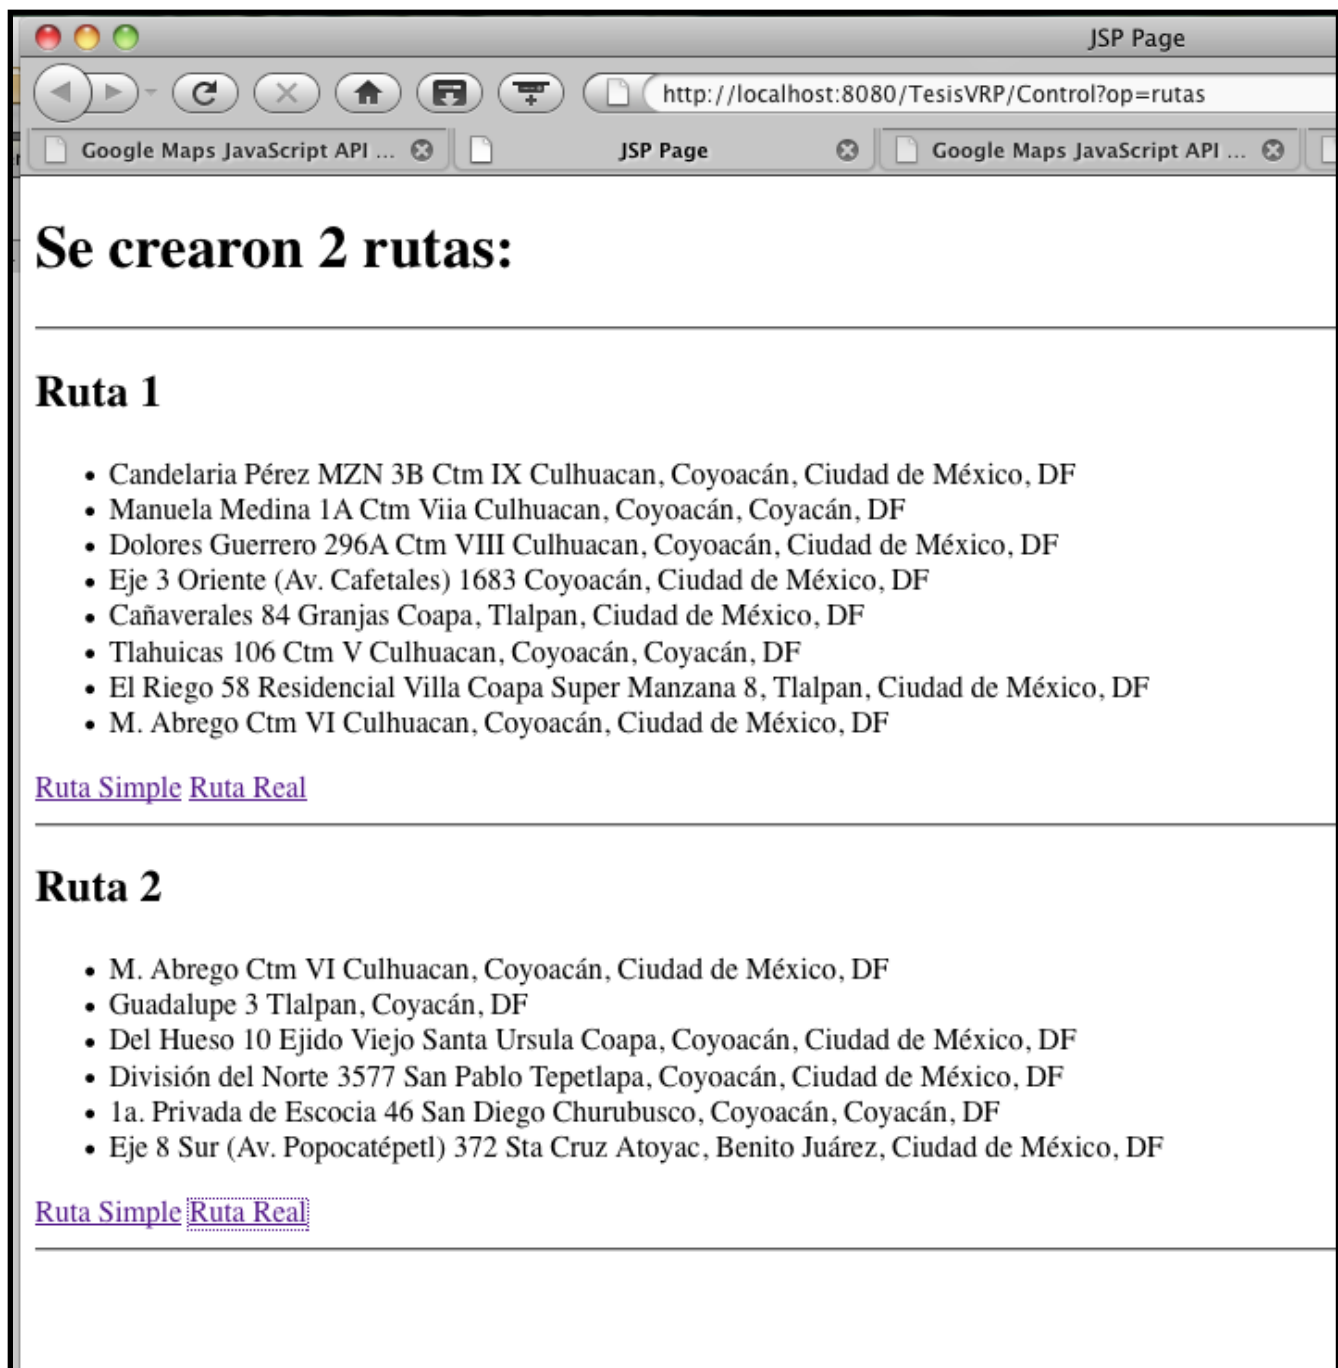 JSP Page
http://localhost:8080/TesisVRP/Control?op=rutas
Google Maps JavaScript API ... JSP Page Google Maps JavaScript API ...
Se crearon 2 rutas:
Ruta 1
• Candelaria Pérez MZN 3B Ctm IX Culhuacan, Coyoacán, Ciudad de México, DF
• Manuela Medina 1A Ctm Viia Culhuacan, Coyoacán, Coyacán, DF
• Dolores Guerrero 296A Ctm VIII Culhuacan, Coyoacán, Ciudad de México, DF
• Eje 3 Oriente (Av. Cafetales) 1683 Coyoacán, Ciudad de México, DF
• Cañaverales 84 Granjas Coapa, Tlalpan, Ciudad de México, DF
• Tlahuicas 106 Ctm V Culhuacan, Coyoacán, Coyacán, DF
• El Riego 58 Residencial Villa Coapa Super Manzana 8, Tlalpan, Ciudad de México, DF
• M. Abrego Ctm VI Culhuacan, Coyoacán, Ciudad de México, DF
Ruta Simple Ruta Real
Ruta 2
• M. Abrego Ctm VI Culhuacan, Coyoacán, Ciudad de México, DF
• Guadalupe 3 Tlalpan, Coyacán, DF
• Del Hueso 10 Ejido Viejo Santa Ursula Coapa, Coyoacán, Ciudad de México, DF
• División del Norte 3577 San Pablo Tepetlapa, Coyoacán, Ciudad de México, DF
• 1a. Privada de Escocia 46 San Diego Churubusco, Coyoacán, Coyacán, DF
• Eje 8 Sur (Av. Popocatépetl) 372 Sta Cruz Atoyac, Benito Juárez, Ciudad de México, DF
Ruta Simple Ruta Real